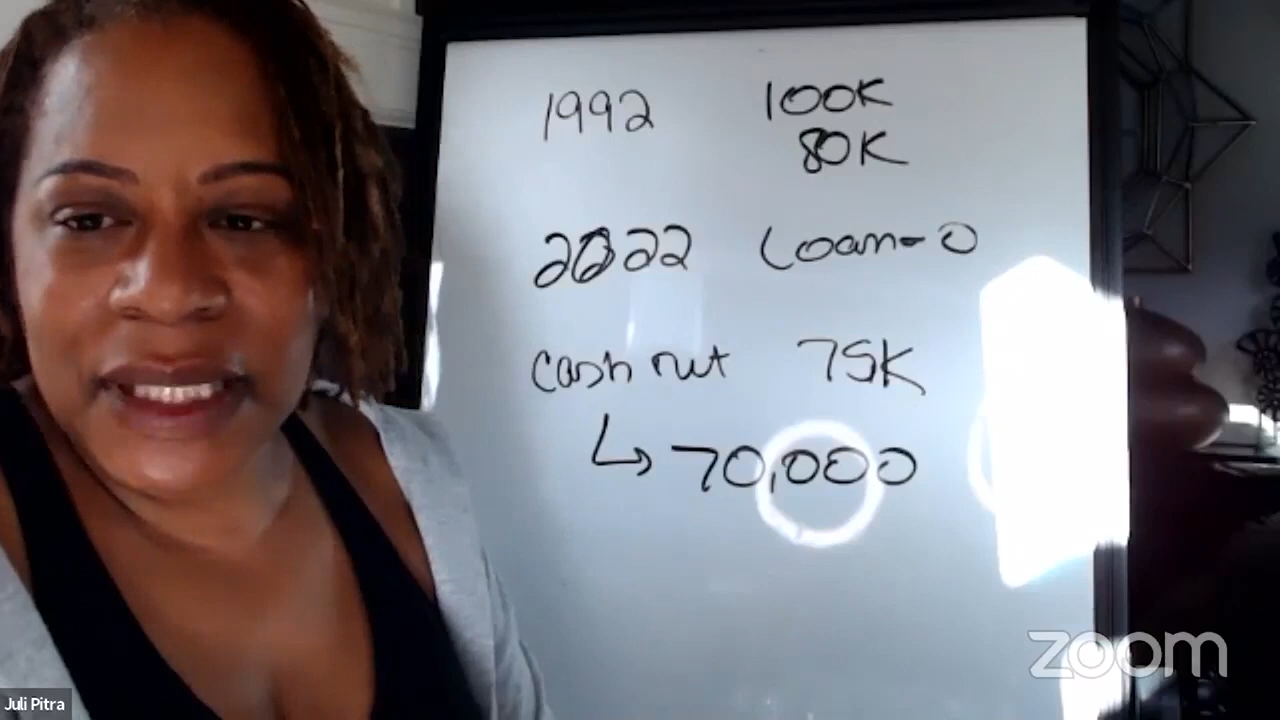 1992 100K
80K
2022 Loan=0
cash out 75K
↳ 70,000
zoom
Juli Pitra